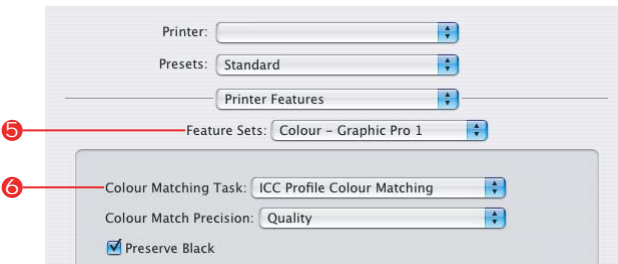 Printer:
Presets: Standard
Printer Features
5 Feature Sets: Colour – Graphic Pro 1
6 Colour Matching Task: ICC Profile Colour Matching
Colour Match Precision: Quality
Preserve Black